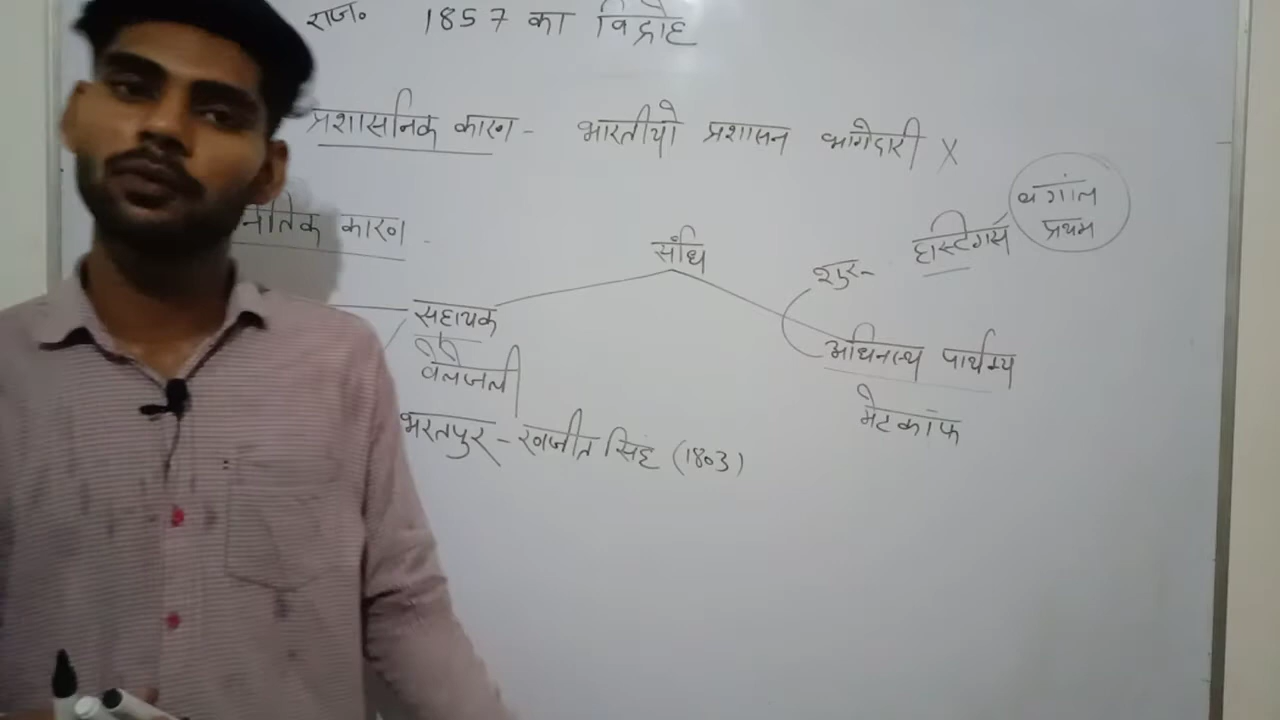 राज० 1857 का विद्रोह
प्रशासनिक कारण - भारतीयो प्रशासन भागेदारी X
नैतिक कारण -
संधि
शुरू- हास्टिंगस
बंगाल
प्रथम
सहायक
वेलेजली
अधिनस्थ पार्थक्य
मेटकॉफ
भरतपुर - रणजीत सिंह (1803)